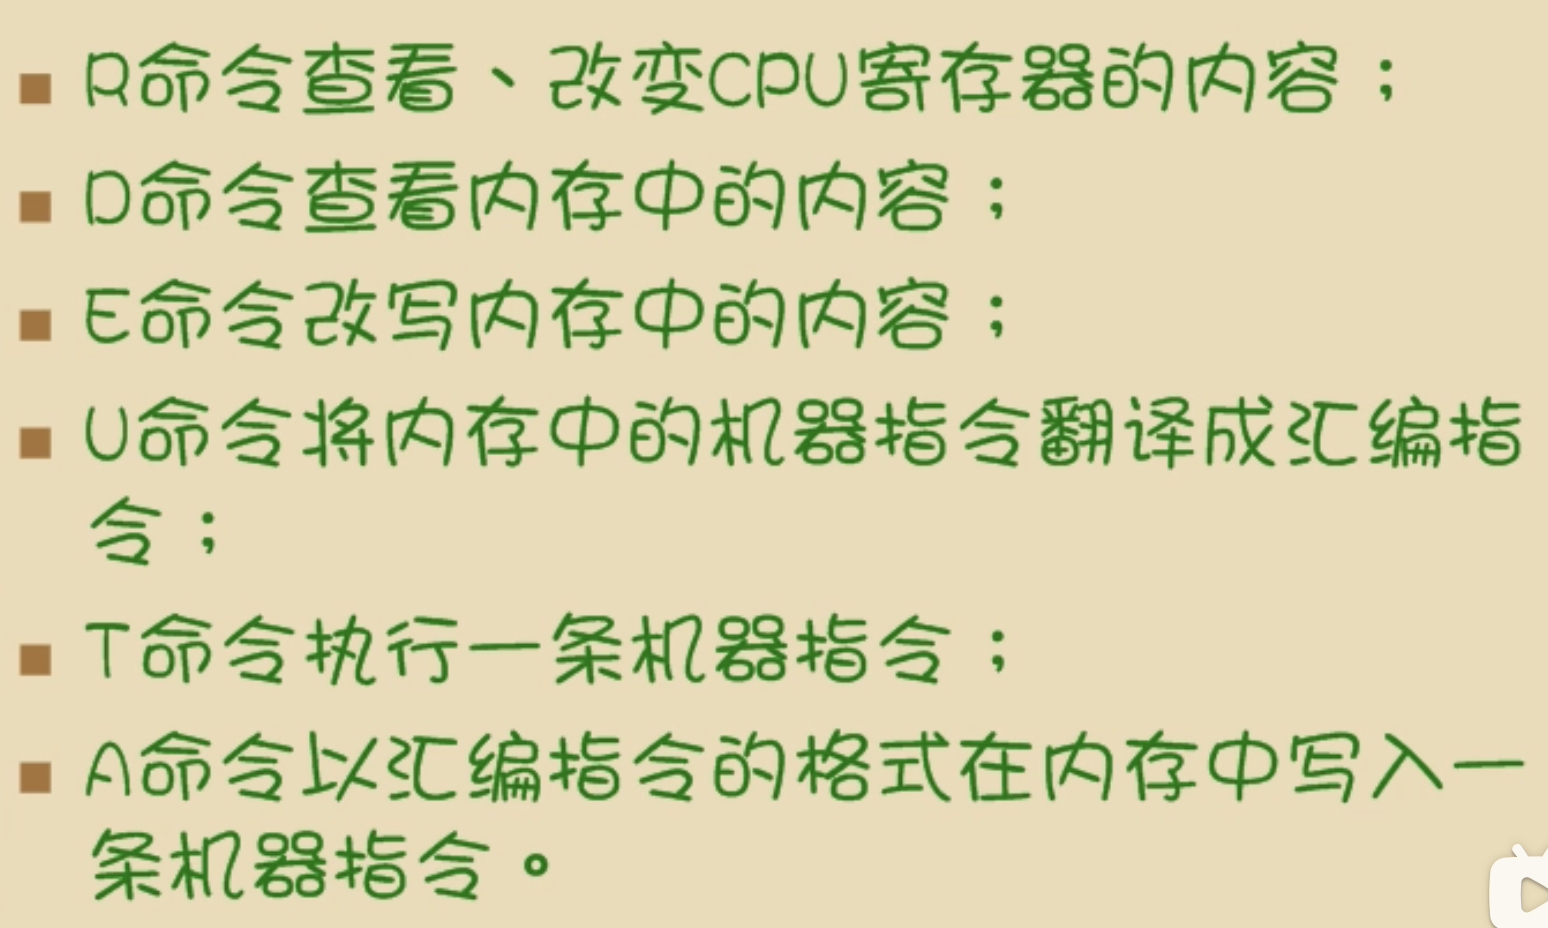 ■ R命令查看、改变CPU寄存器的内容；
■ D命令查看内存中的内容；
■ E命令改写内存中的内容；
■ U命令将内存中的机器指令翻译成汇编指
令；
■ T命令执行一条机器指令；
■ A命令以汇编指令的格式在内存中写入一
条机器指令。